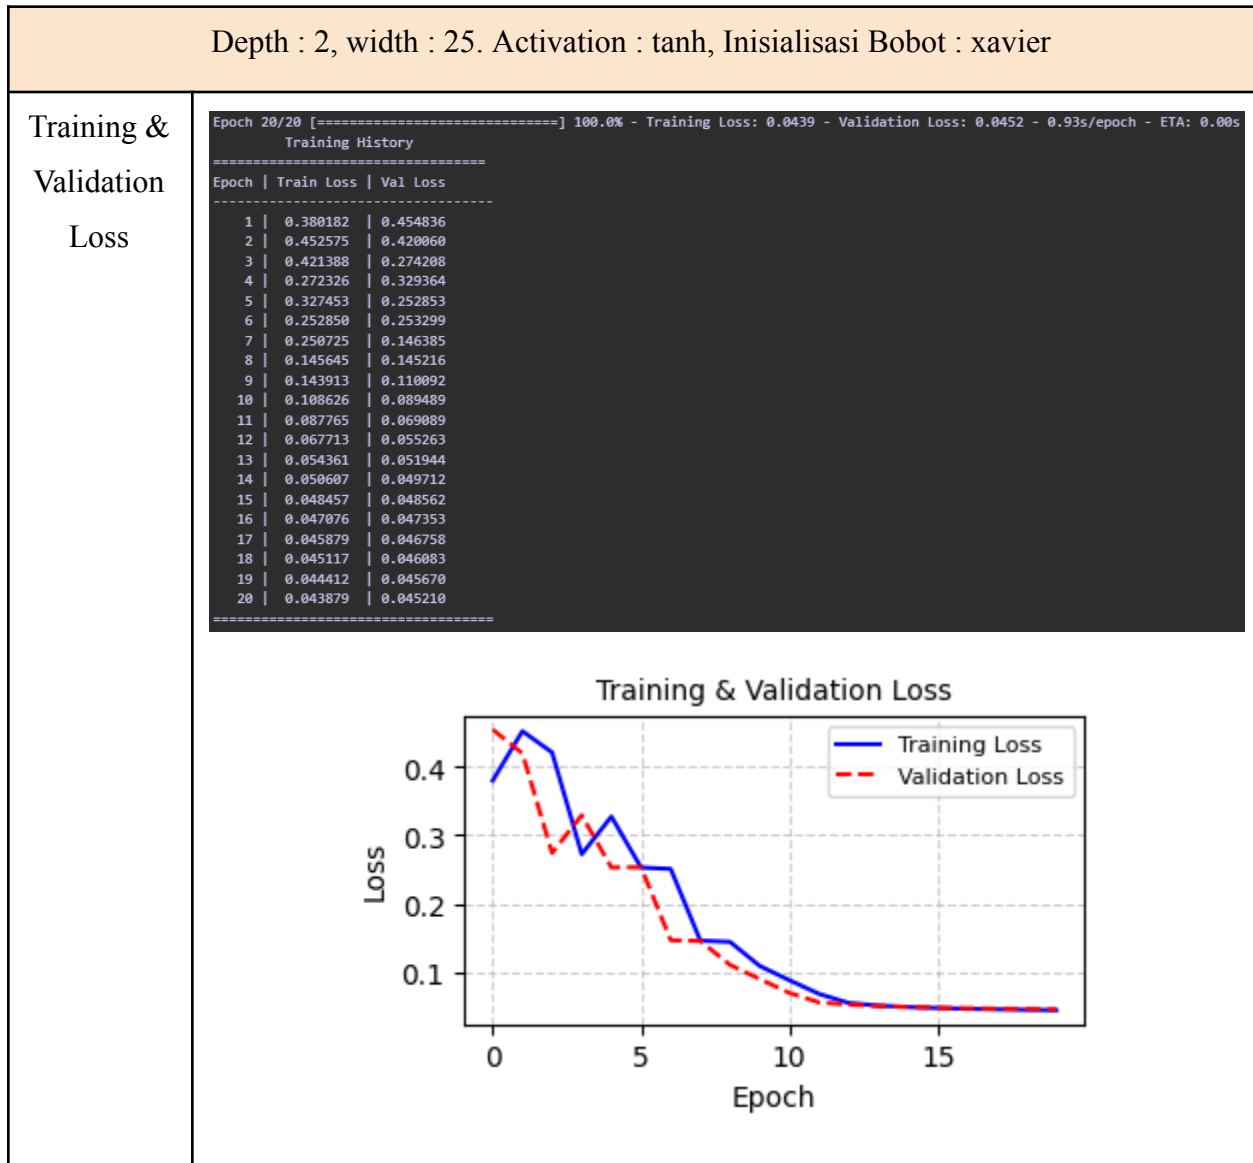 Depth : 2, width : 25. Activation : tanh, Inisialisasi Bobot : xavier
Training &
Validation
Loss
Epoch 20/20 [==============================] 100.0% - Training Loss: 0.0439 - Validation Loss: 0.0452 - 0.93s/epoch - ETA: 0.00s
Training History
==================================
Epoch | Train Loss | Val Loss
-----------------------------------
1 | 0.380182 | 0.454836
2 | 0.452575 | 0.420060
3 | 0.421388 | 0.274208
4 | 0.272326 | 0.329364
5 | 0.327453 | 0.252853
6 | 0.252850 | 0.253299
7 | 0.250725 | 0.146385
8 | 0.145645 | 0.145216
9 | 0.143913 | 0.110092
10 | 0.108626 | 0.089489
11 | 0.087765 | 0.069089
12 | 0.067713 | 0.055263
13 | 0.054361 | 0.051944
14 | 0.050607 | 0.049712
15 | 0.048457 | 0.048562
16 | 0.047076 | 0.047353
17 | 0.045879 | 0.046758
18 | 0.045117 | 0.046083
19 | 0.044412 | 0.045670
20 | 0.043879 | 0.045210
===================================
Training & Validation Loss
Training Loss
Validation Loss
0.4
0.3
0.2
0.1
Loss
0 5 10 15
Epoch